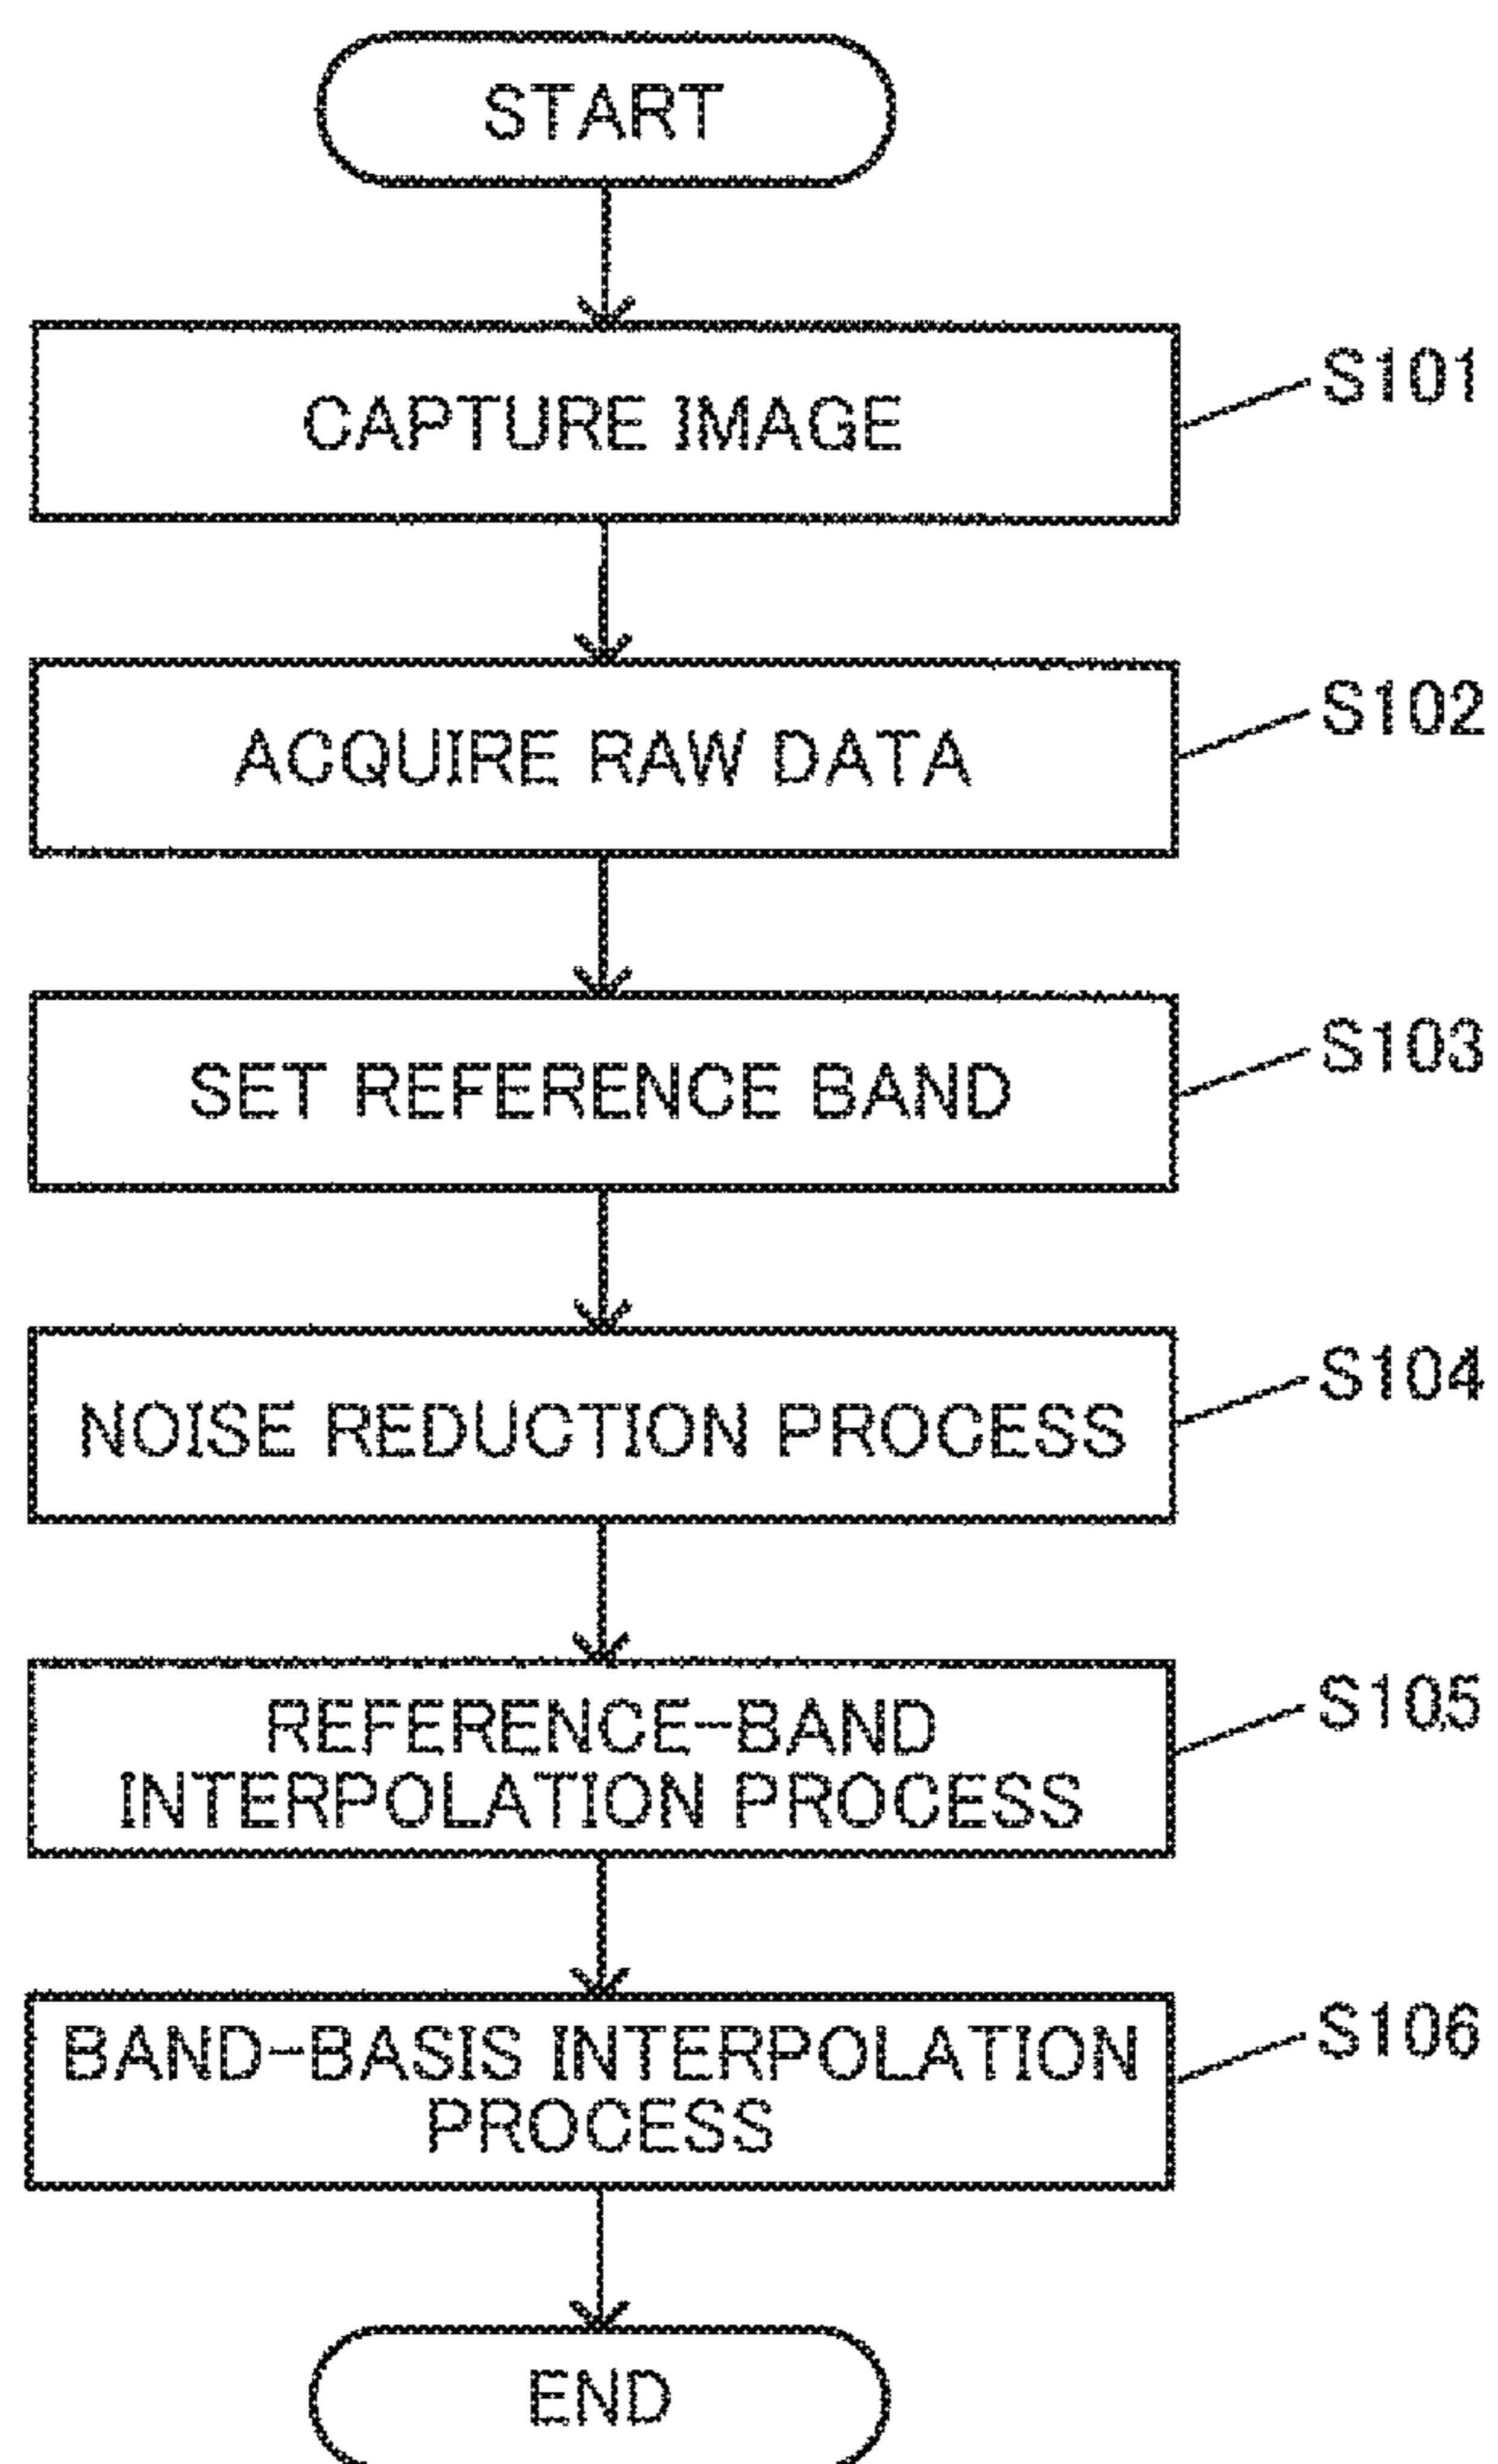 START
CAPTURE IMAGE
S101
ACQUIRE RAW DATA
S102
SET REFERENCE BAND
S103
NOISE REDUCTION PROCESS
S104
REFERENCE-BAND
INTERPOLATION PROCESS
S105
BAND-BASIS INTERPOLATION
PROCESS
S106
END